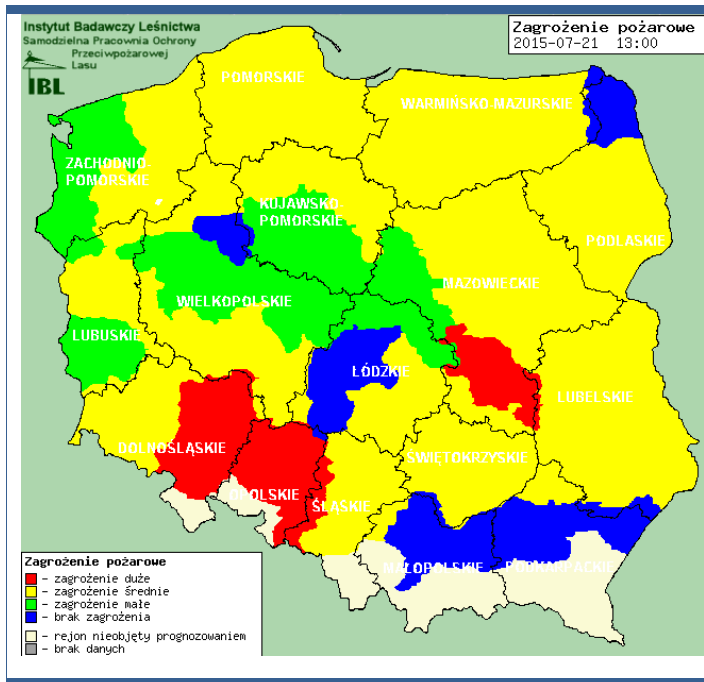 Instytut Badawczy Leśnictwa
Samodzielna Pracownia Ochrony
Przeciwpożarowej
Lasu
IBL
Zagrożenie pożarowe
2015-07-21 13:00
POMORSKIE
WARMIŃSKO-MAZURSKIE
ZACHODNIO-
POMORSKIE
KUJAWSKO-
POMORSKIE
PODLASKIE
MAZOWIECKIE
WIELKOPOLSKIE
LUBUSKIE
ŁÓDZKIE
LUBELSKIE
DOLNOŚLĄSKIE
ŚWIĘTOKRZYSKIE
OPOLSKIE
ŚLĄSKIE
MAŁOPOLSKIE
PODKARPACKIE
Zagrożenie pożarowe
- zagrożenie duże
- zagrożenie średnie
- zagrożenie małe
- brak zagrożenia
- rejon nieobjęty prognozowaniem
- brak danych